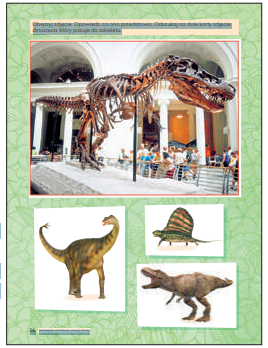 Obejrzyj zdjęcie. Opowiedz, co ono przedstawia. Odszukaj na dole karty zdjęcie
dinozaura, który pasuje do szkieletu.